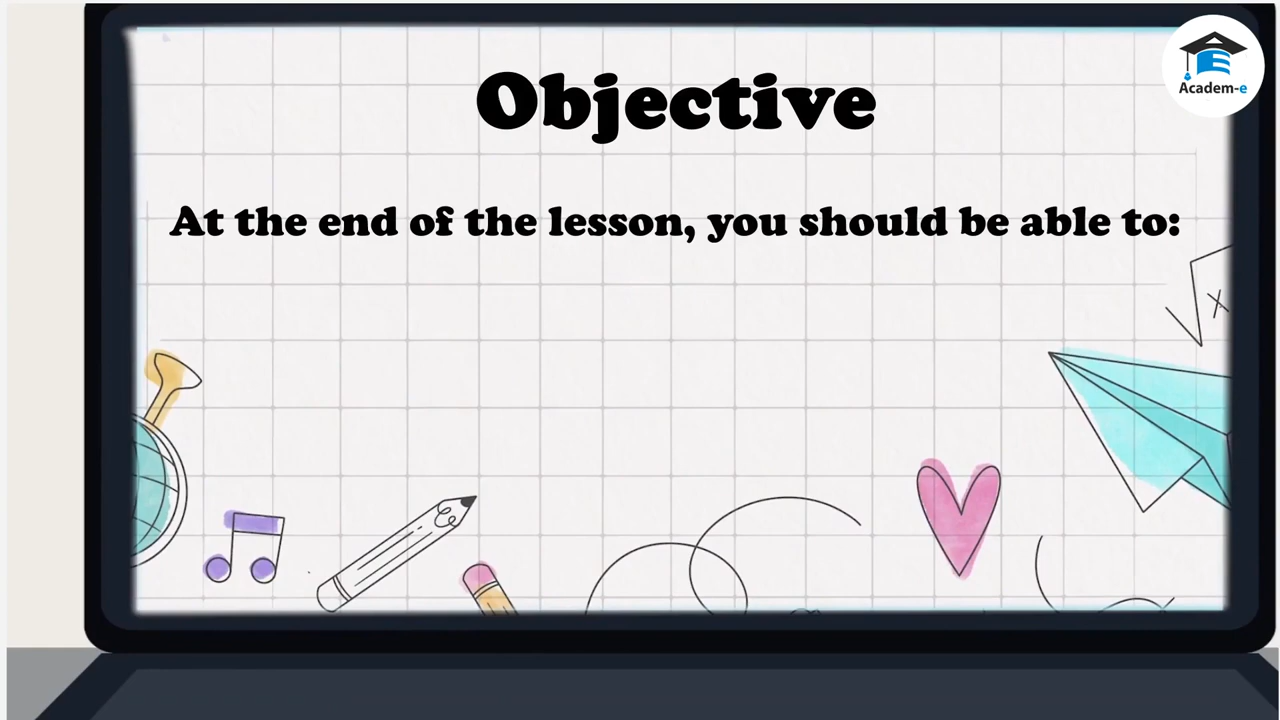 Academ-e
Objective
At the end of the lesson, you should be able to:
√x